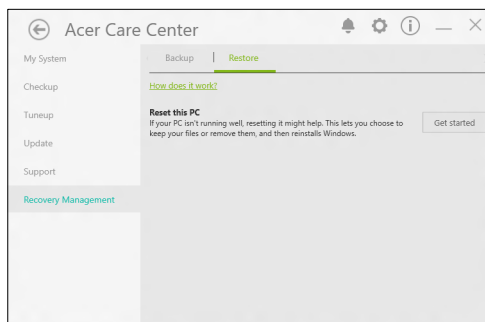 Acer Care Center
My System
Checkup
Tuneup
Update
Support
Recovery Management
Backup | Restore
How does it work?
Reset this PC
If your PC isn't running well, resetting it might help. This lets you choose to
keep your files or remove them, and then reinstalls Windows.
Get started